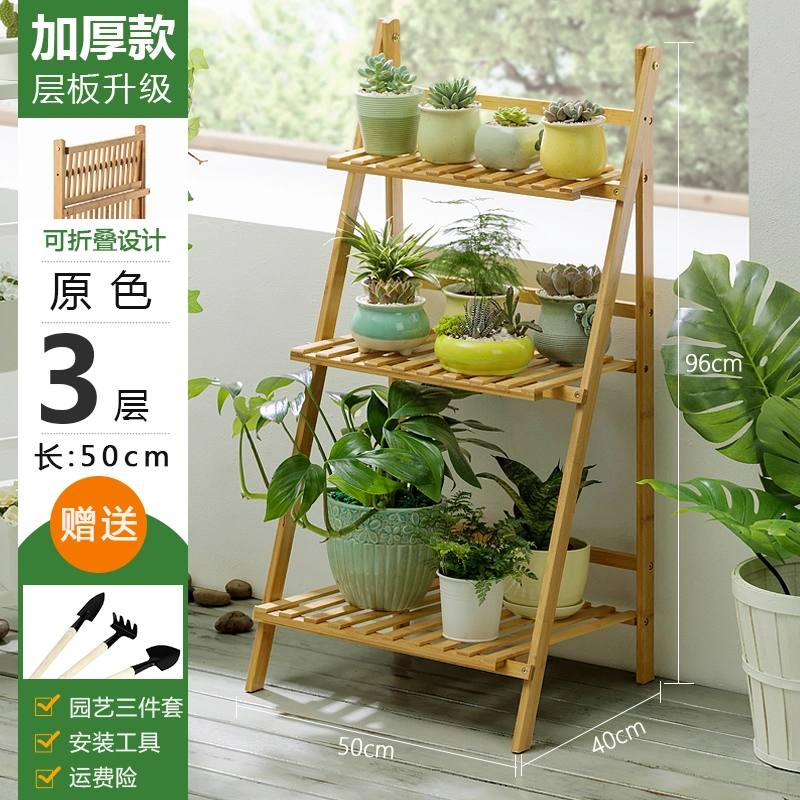 加厚款
层板升级
可折叠设计
原色
3层
长:50cm
赠送
园艺三件套
安装工具
运费险
96cm
50cm
40cm